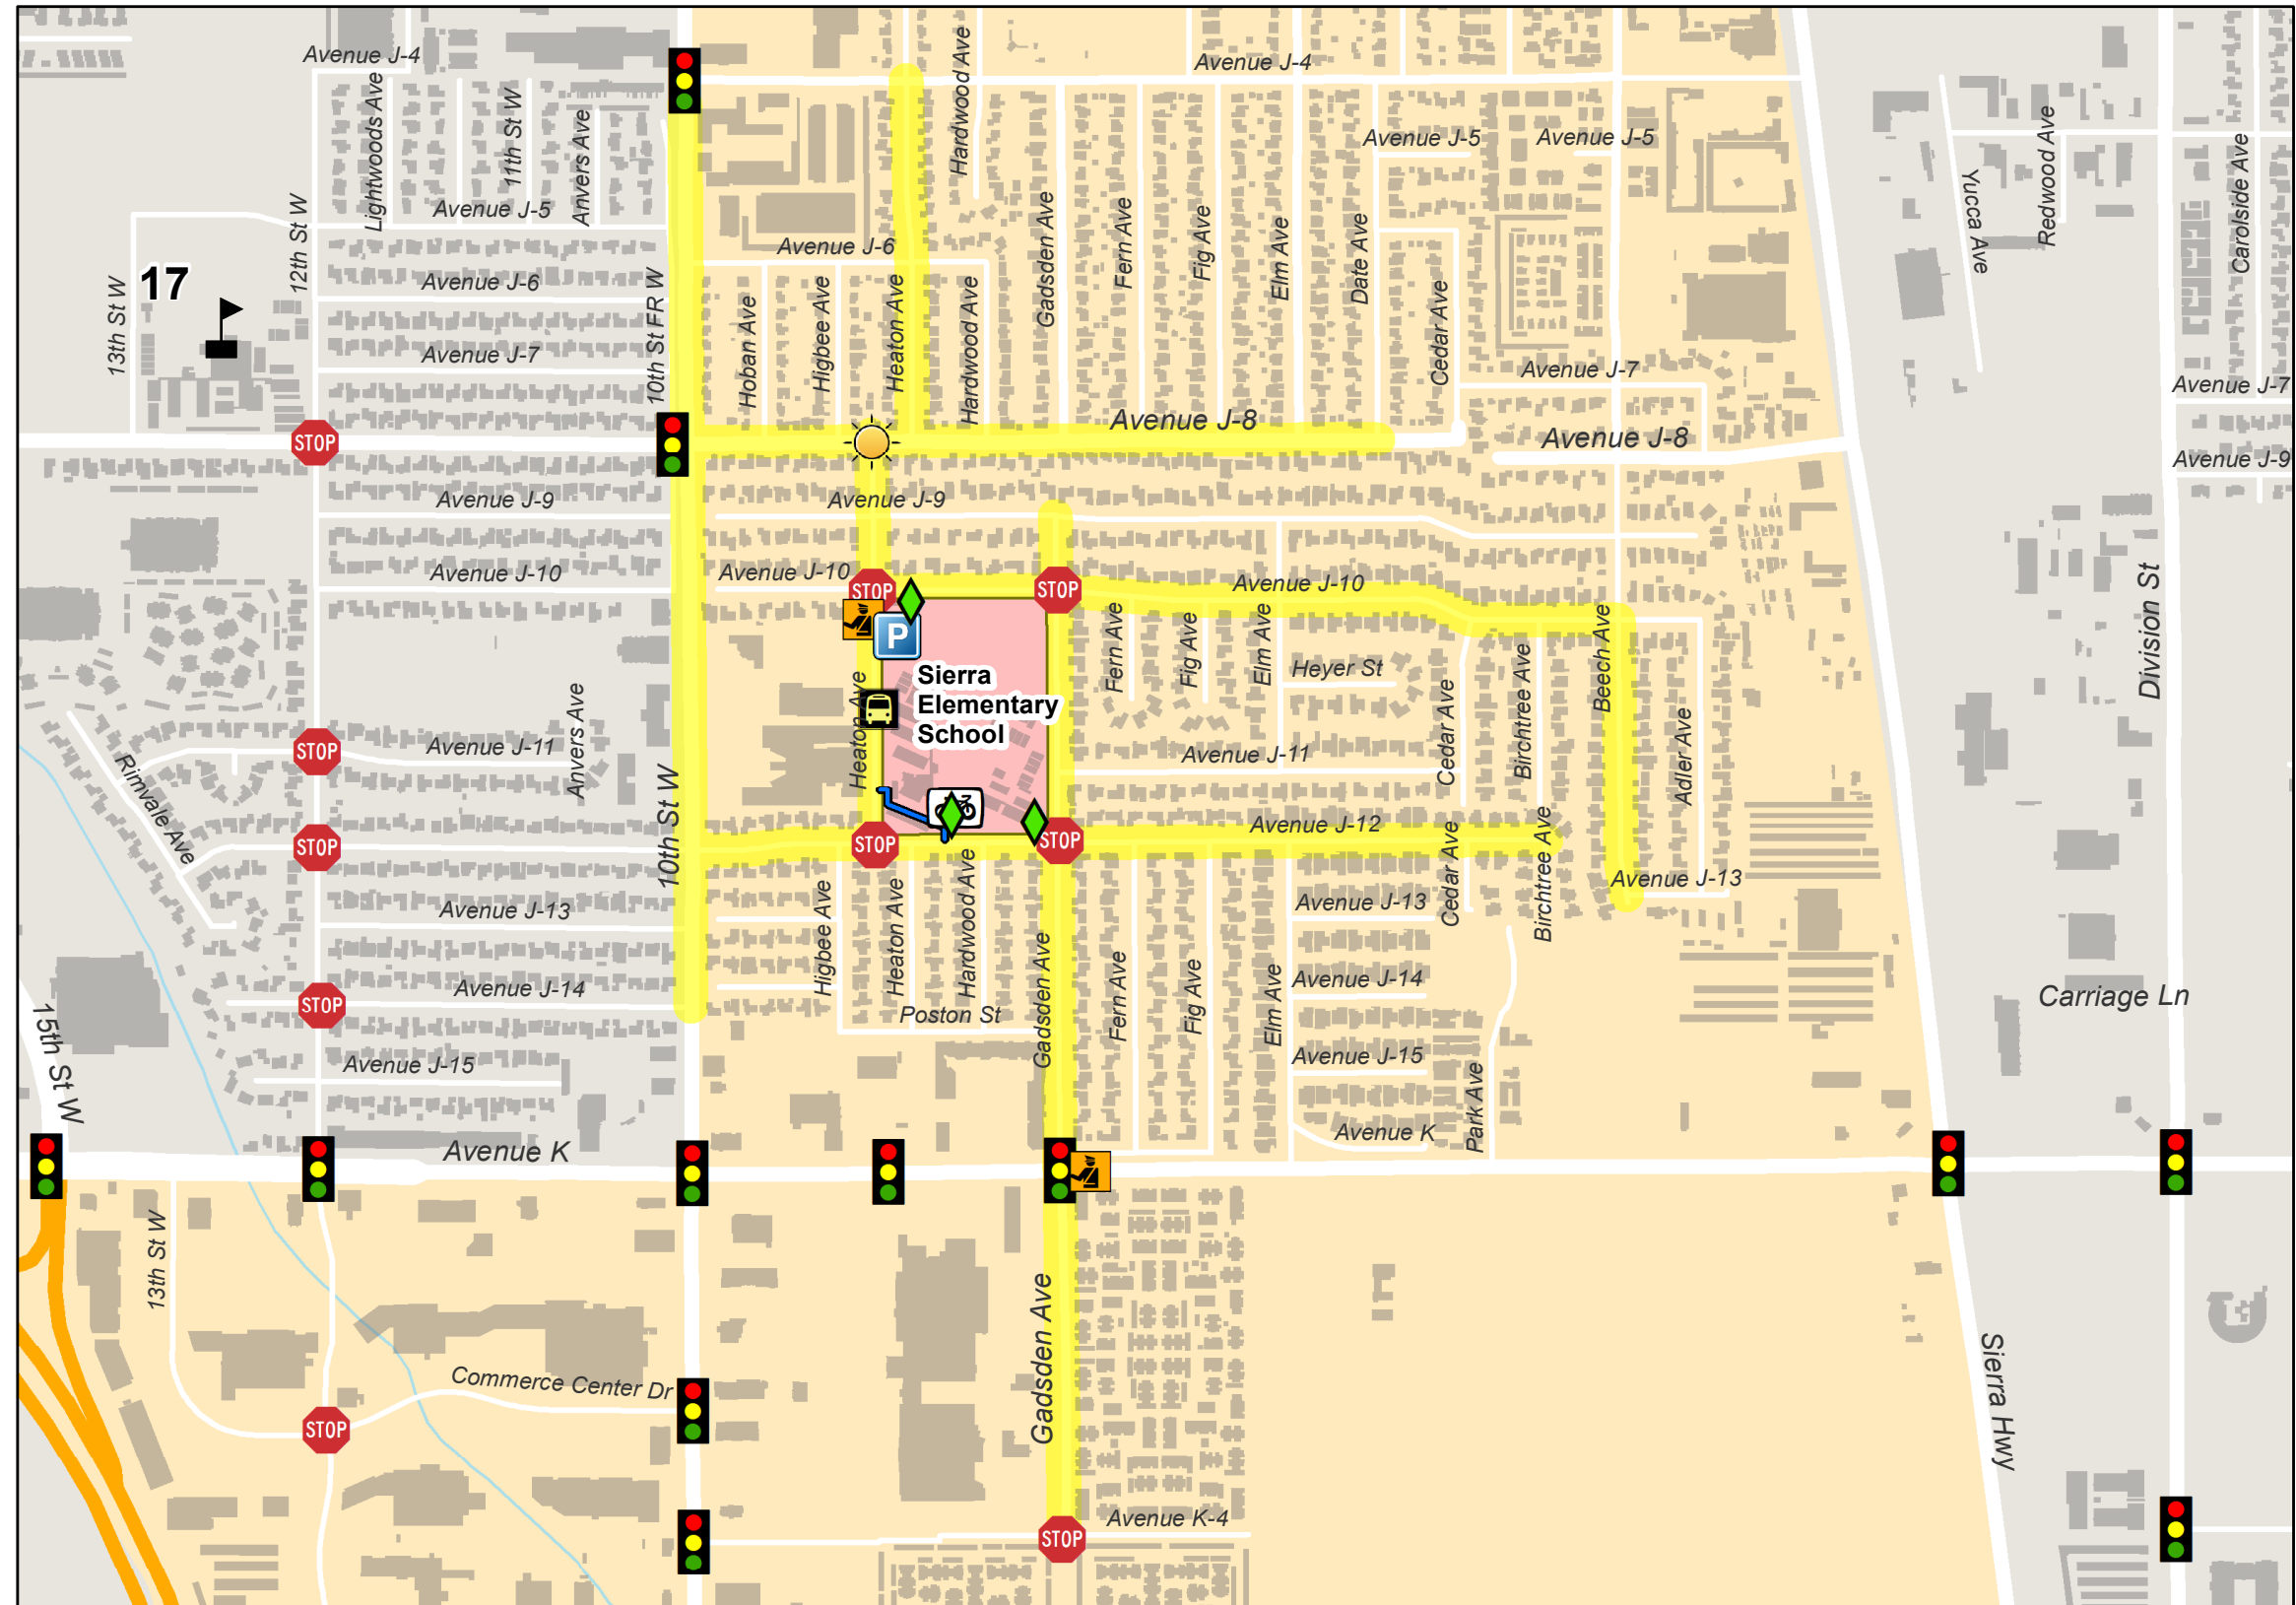 Avenue J-4
Avenue J-4
Lightwoods Ave
11th St W
Anvers Ave
Hardwood Ave
Avenue J-5
Avenue J-5
Avenue J-5
Redwood Ave
Yucca Ave
Carolside Ave
12th St W
13th St W
17
Avenue J-6
Avenue J-6
Avenue J-7
10th St FR W
Hoban Ave
Higbee Ave
Heaton Ave
Hardwood Ave
Gadsden Ave
Fern Ave
Fig Ave
Elm Ave
Date Ave
Cedar Ave
Avenue J-7
Avenue J-7
Avenue J-8
Avenue J-8
STOP
Avenue J-9
Avenue J-9
Avenue J-9
Avenue J-10
Avenue J-10
STOP
STOP
Avenue J-10
P
Sierra
Elementary
School
Heaton Ave
Fern Ave
Fig Ave
Elm Ave
Heyer St
Cedar Ave
Birchtree Ave
Beech Ave
Adler Ave
Division St
STOP
Avenue J-11
Anvers Ave
Avenue J-11
Rimvale Ave
STOP
10th St W
STOP
STOP
Avenue J-12
Cedar Ave
Birchtree Ave
Avenue J-13
Avenue J-13
Avenue J-13
Higbee Ave
Heaton Ave
Hardwood Ave
Gadsden Ave
Fern Ave
Fig Ave
Elm Ave
Avenue J-14
Avenue J-14
STOP
Poston St
Carriage Ln
15th St W
Avenue J-15
Avenue J-15
Park Ave
Avenue K
Avenue K
13th St W
Gadsden Ave
Sierra Hwy
Commerce Center Dr
STOP
STOP
Avenue K-4